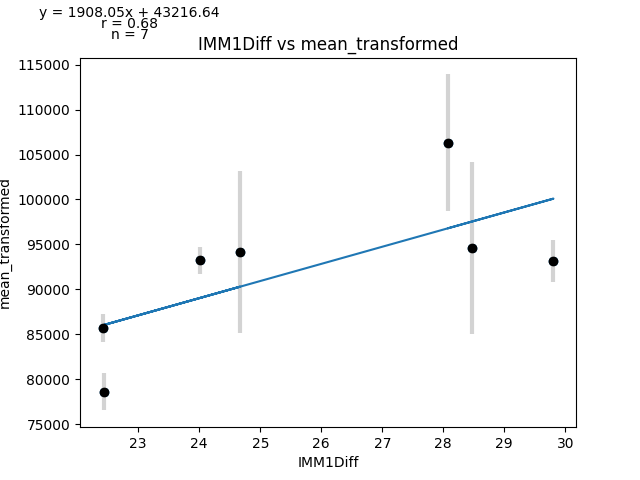 y = 1908.05x + 43216.64
r = 0.68
n = 7
IMM1Diff vs mean_transformed
115000
110000
105000
100000
95000
90000
85000
80000
75000
mean_transformed
23 24 25 26 27 28 29 30
IMM1Diff